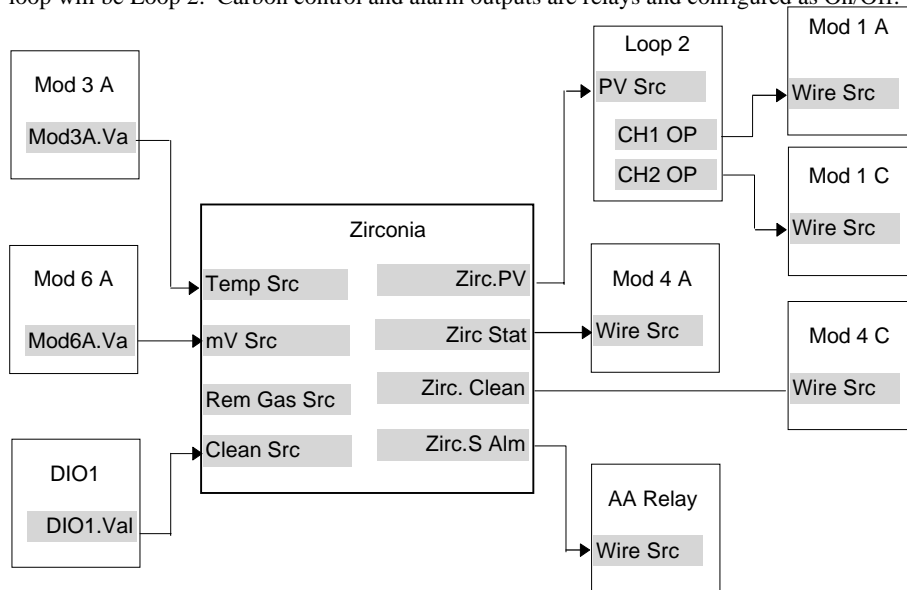 loop will be Loop 2. Carbon control and alarm outputs are relays and configured as On/Off.
Mod 3 A
Mod3A.Va
Mod 6 A
Mod6A.Va
DIO1
DIO1.Val
Zirconia
Temp Src
mV Src
Rem Gas Src
Clean Src
Zirc.PV
Zirc Stat
Zirc. Clean
Zirc.S Alm
Loop 2
PV Src
CH1 OP
CH2 OP
Mod 4 A
Wire Src
AA Relay
Wire Src
Mod 1 A
Wire Src
Mod 1 C
Wire Src
Mod 4 C
Wire Src